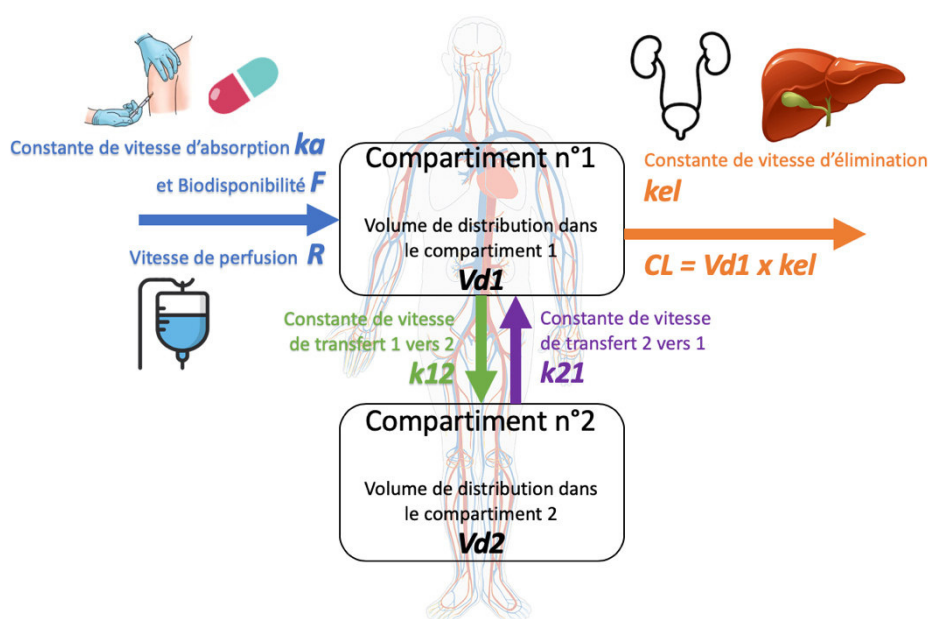 Constante de vitesse d'absorption ka
et Biodisponibilité F
Vitesse de perfusion R
Compartiment n°1
Volume de distribution dans
le compartiment 1
Vd1
Constante de vitesse d'élimination
kel
CL = Vd1 x kel
Constante de vitesse
de transfert 1 vers 2
k12
Constante de vitesse
de transfert 2 vers 1
k21
Compartiment n°2
Volume de distribution dans
le compartiment 2
Vd2